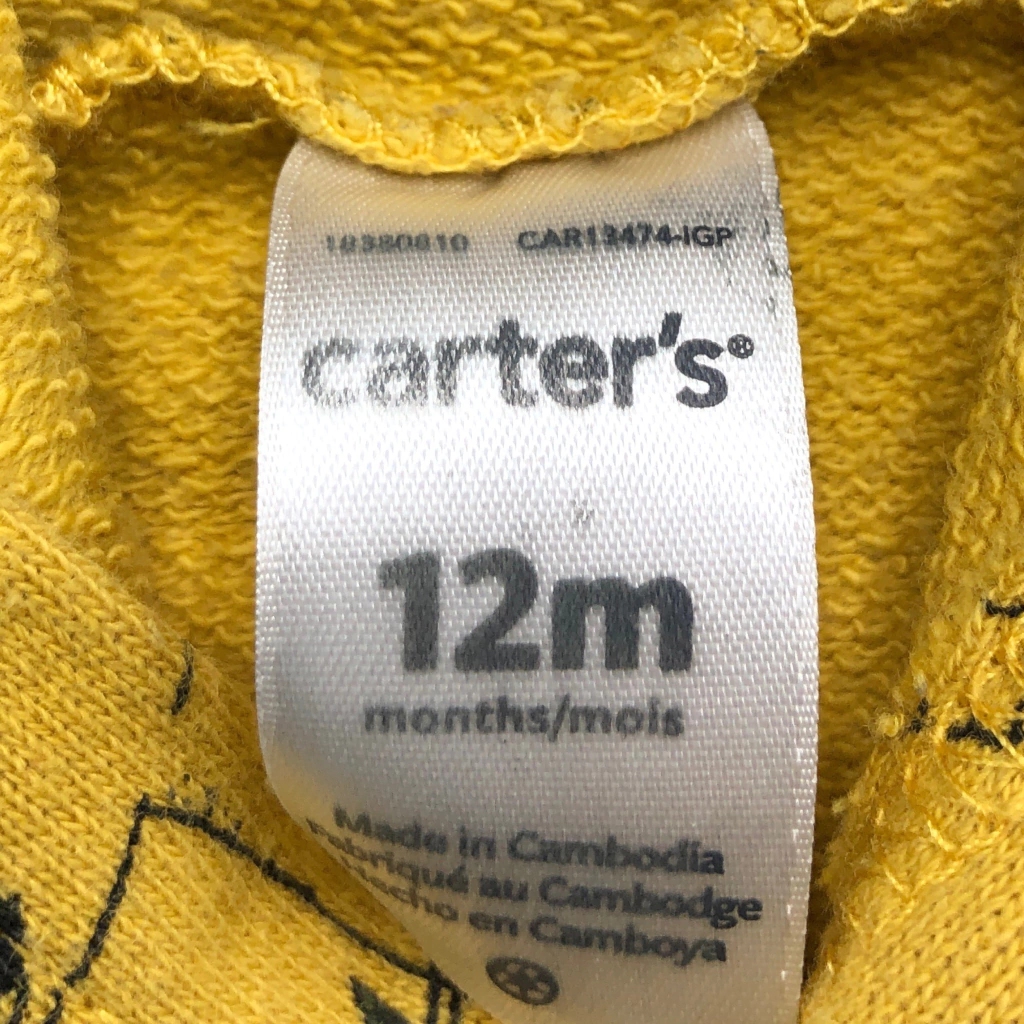 18380810 CAR13474-IGP
carter's®
12m
months/mois
Made in Cambodia
Fabriqué au Cambodge
Hecho en Camboya